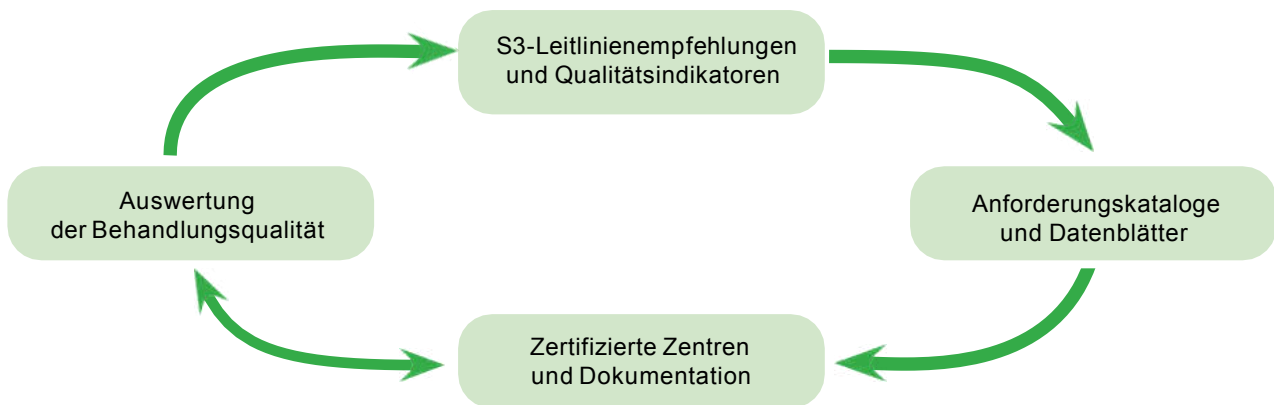 S3-Leitlinienempfehlungen
und Qualitätsindikatoren
Auswertung
der Behandlungsqualität
Anforderungskataloge
und Datenblätter
Zertifizierte Zentren
und Dokumentation